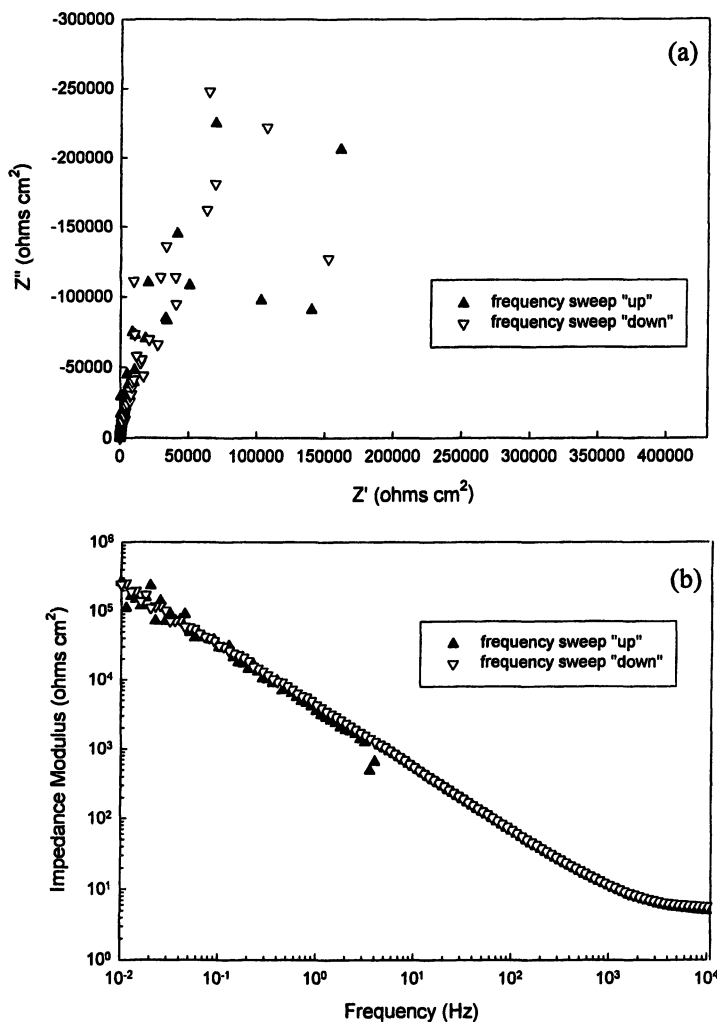 (a)
-300000
-250000
-200000
-150000
-100000
-50000
0
Z" (ohms cm²)
frequency sweep "up"
frequency sweep "down"
0 50000 100000 150000 200000 250000 300000 350000 400000
Z' (ohms cm²)
(b)
10⁶
10⁵
10⁴
10³
10²
10¹
10⁰
Impedance Modulus (ohms cm²)
frequency sweep "up"
frequency sweep "down"
10⁻² 10⁻¹ 10⁰ 10¹ 10² 10³ 10⁴
Frequency (Hz)